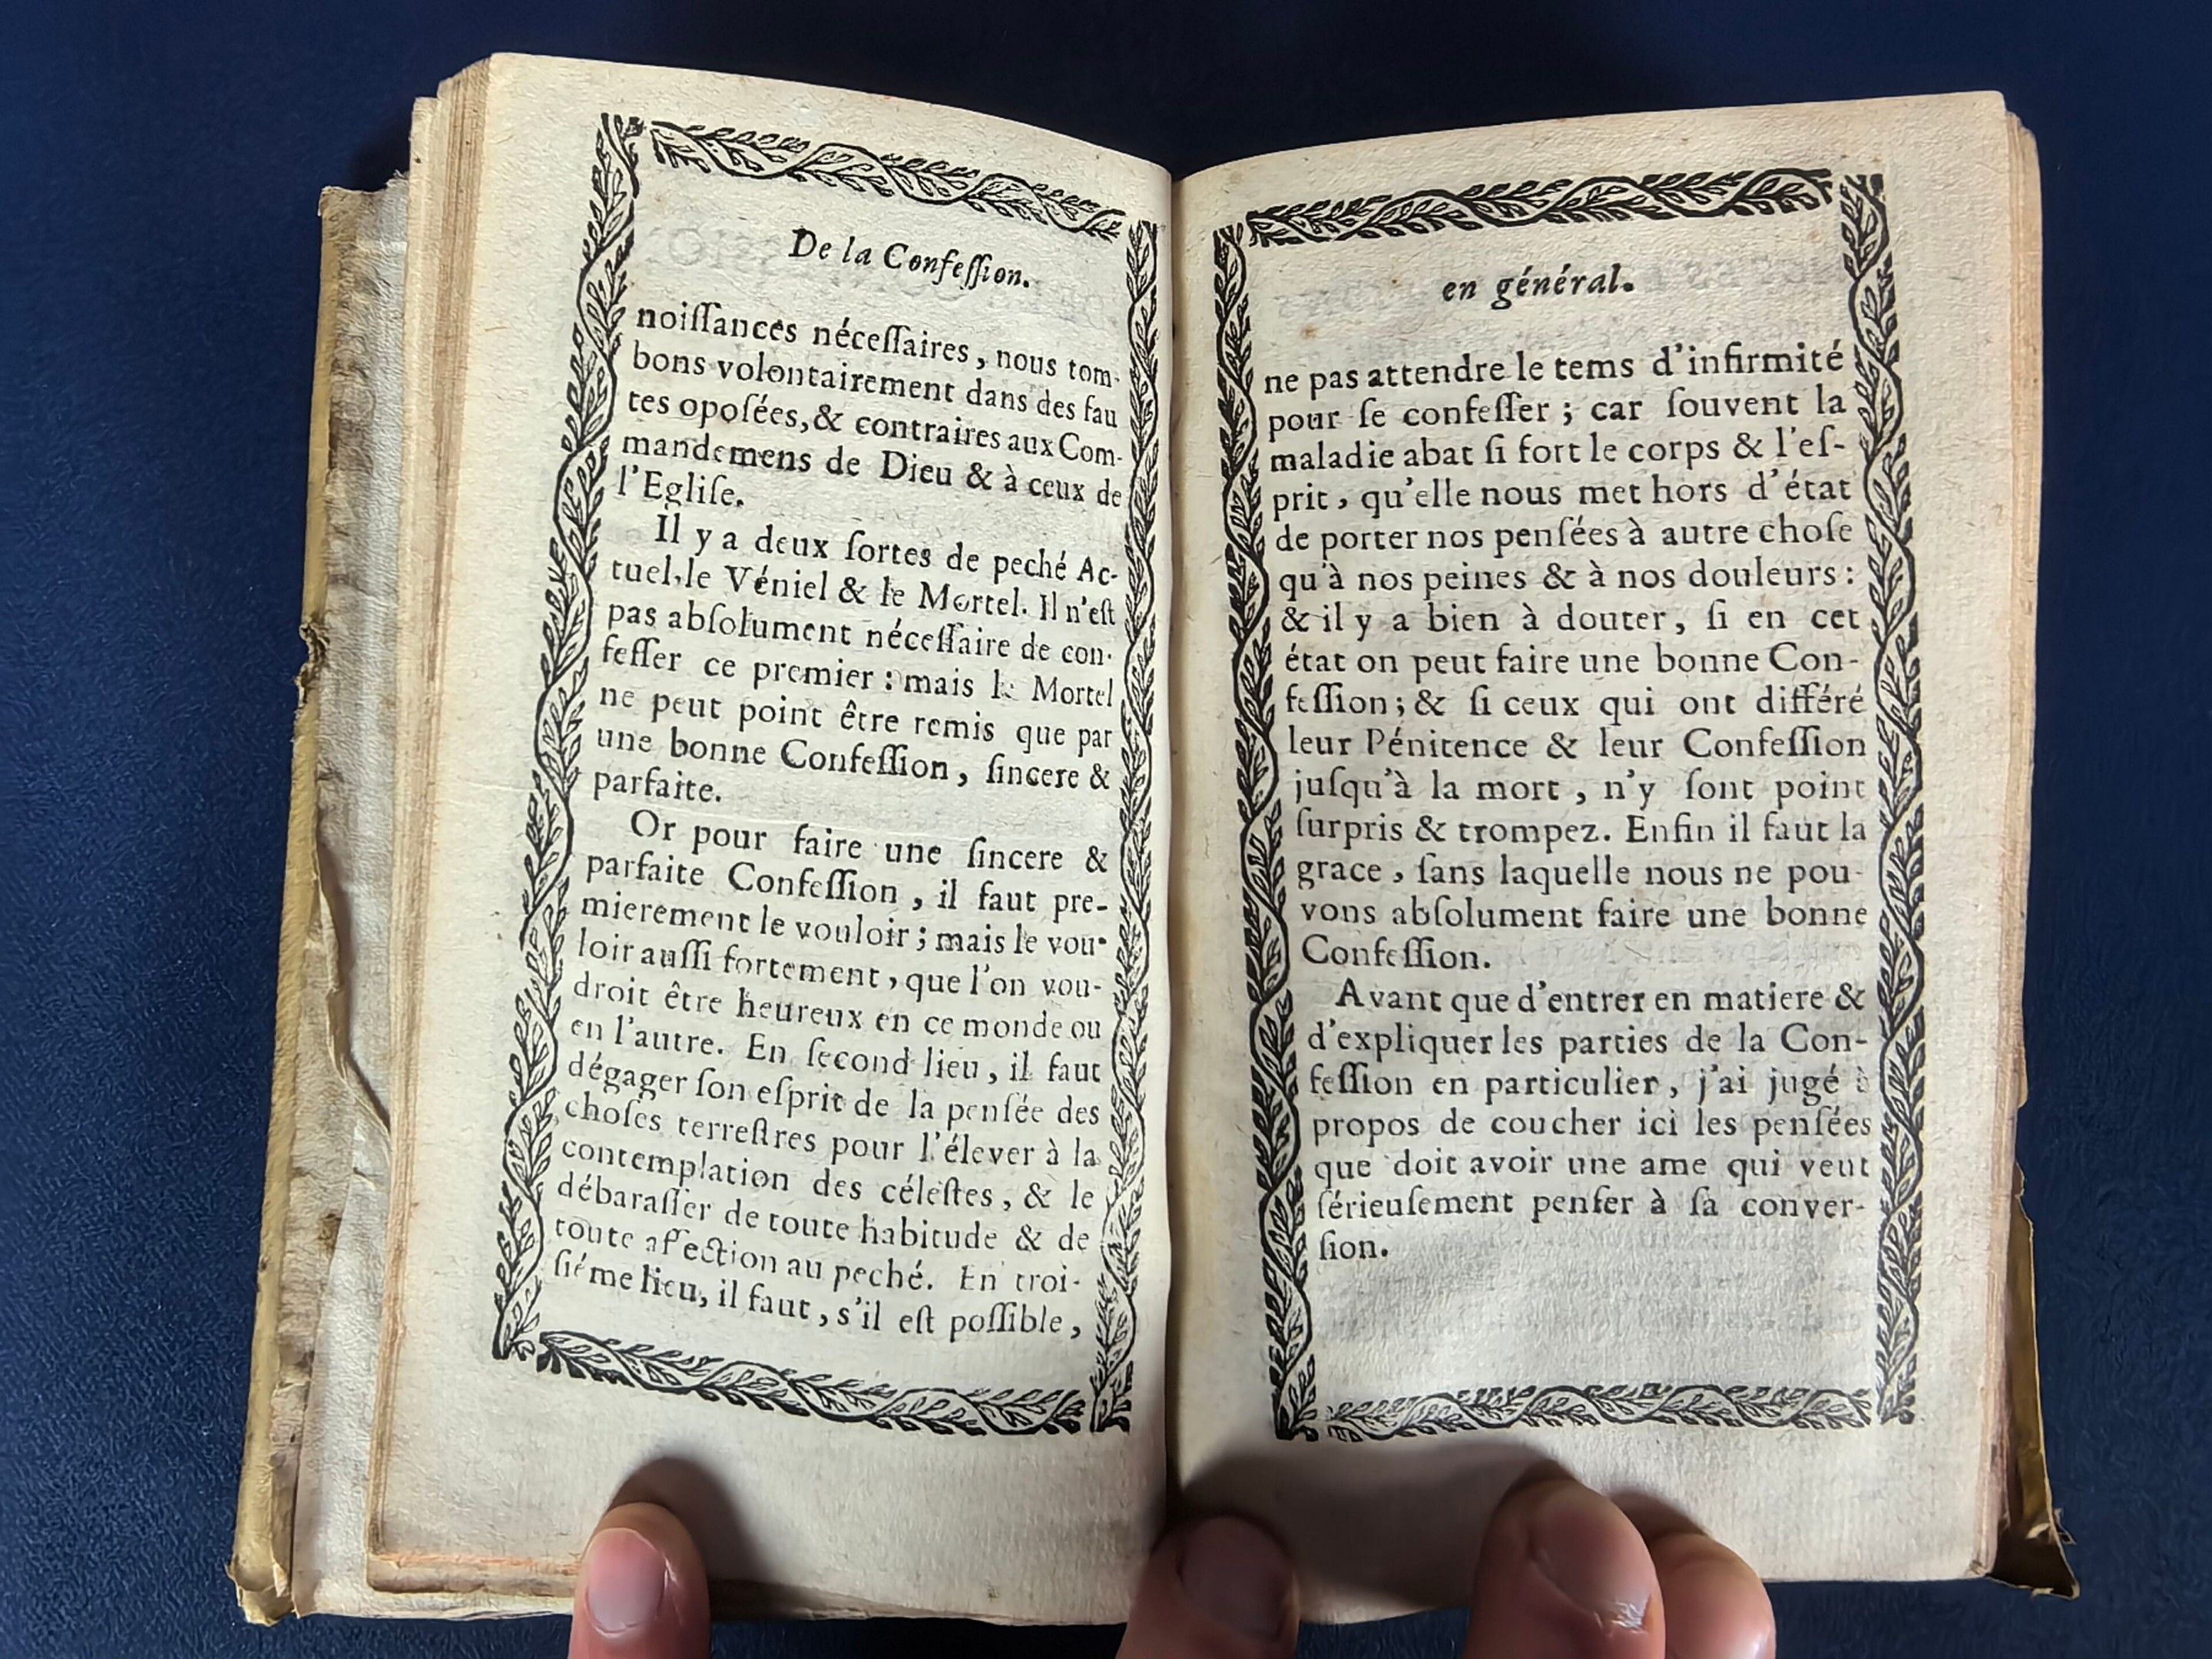 De la Confeſſion.
noiſſances néceſſaires, nous tom-
bons volontairement dans des fau
tes opoſées, & contraires aux Com-
mandemens de Dieu & à ceux de
l'Egliſe.
Il y a deux ſortes de peché Ac-
tuel, le Véniel & le Mortel. Il n'eſt
pas abſolument néceſſaire de con-
feſſer ce premier : mais le Mortel
ne peut point être remis que par
une bonne Confeſſion, ſincere &
parfaite.
Or pour faire une ſincere &
parfaite Confeſſion, il faut pre-
mierement le vouloir ; mais le vou-
loir auſſi fortement, que l'on vou-
droit être heureux en ce monde ou
en l'autre. En ſecond lieu, il faut
dégager ſon eſprit de la penſée des
choſes terreſtres pour l'élever à la
contemplation des céleſtes, & le
débaraſſer de toute habitude & de
toute afection au peché. En troi-
ſiéme lieu, il faut, s'il eſt poſſible,
en général.
ne pas attendre le tems d'infirmité
pour ſe confeſſer ; car ſouvent la
maladie abat ſi fort le corps & l'eſ-
prit, qu'elle nous met hors d'état
de porter nos penſées à autre choſe
qu'à nos peines & à nos douleurs :
& il y a bien à douter, ſi en cet
état on peut faire une bonne Con-
feſſion ; & ſi ceux qui ont différé
leur Pénitence & leur Confeſſion
juſqu'à la mort, n'y ſont point
ſurpris & trompez. Enfin il faut la
grace, ſans laquelle nous ne pou-
vons abſolument faire une bonne
Confeſſion.
Avant que d'entrer en matiere &
d'expliquer les parties de la Con-
feſſion en particulier, j'ai jugé à
propos de coucher ici les penſées
que doit avoir une ame qui veut
ſérieuſement penſer à ſa conver-
ſion.